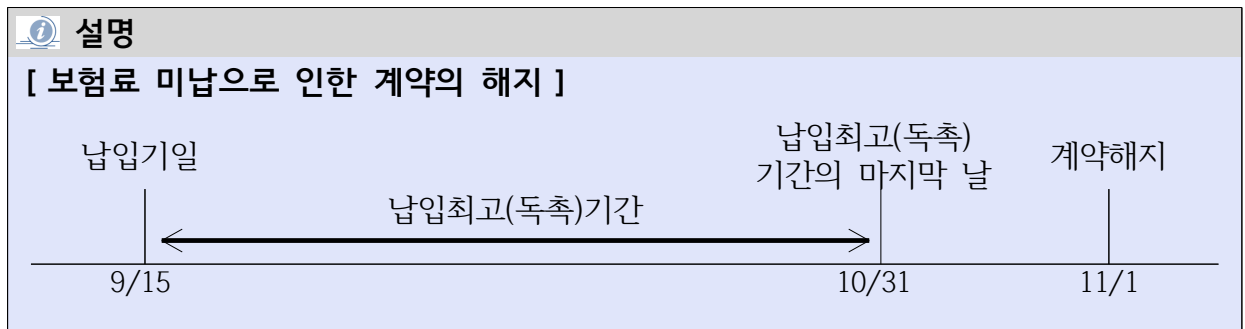 설명
[ 보험료 미납으로 인한 계약의 해지 ]
납입기일
납입최고(독촉)
기간의 마지막 날
계약해지
납입최고(독촉)기간
9/15
10/31
11/1